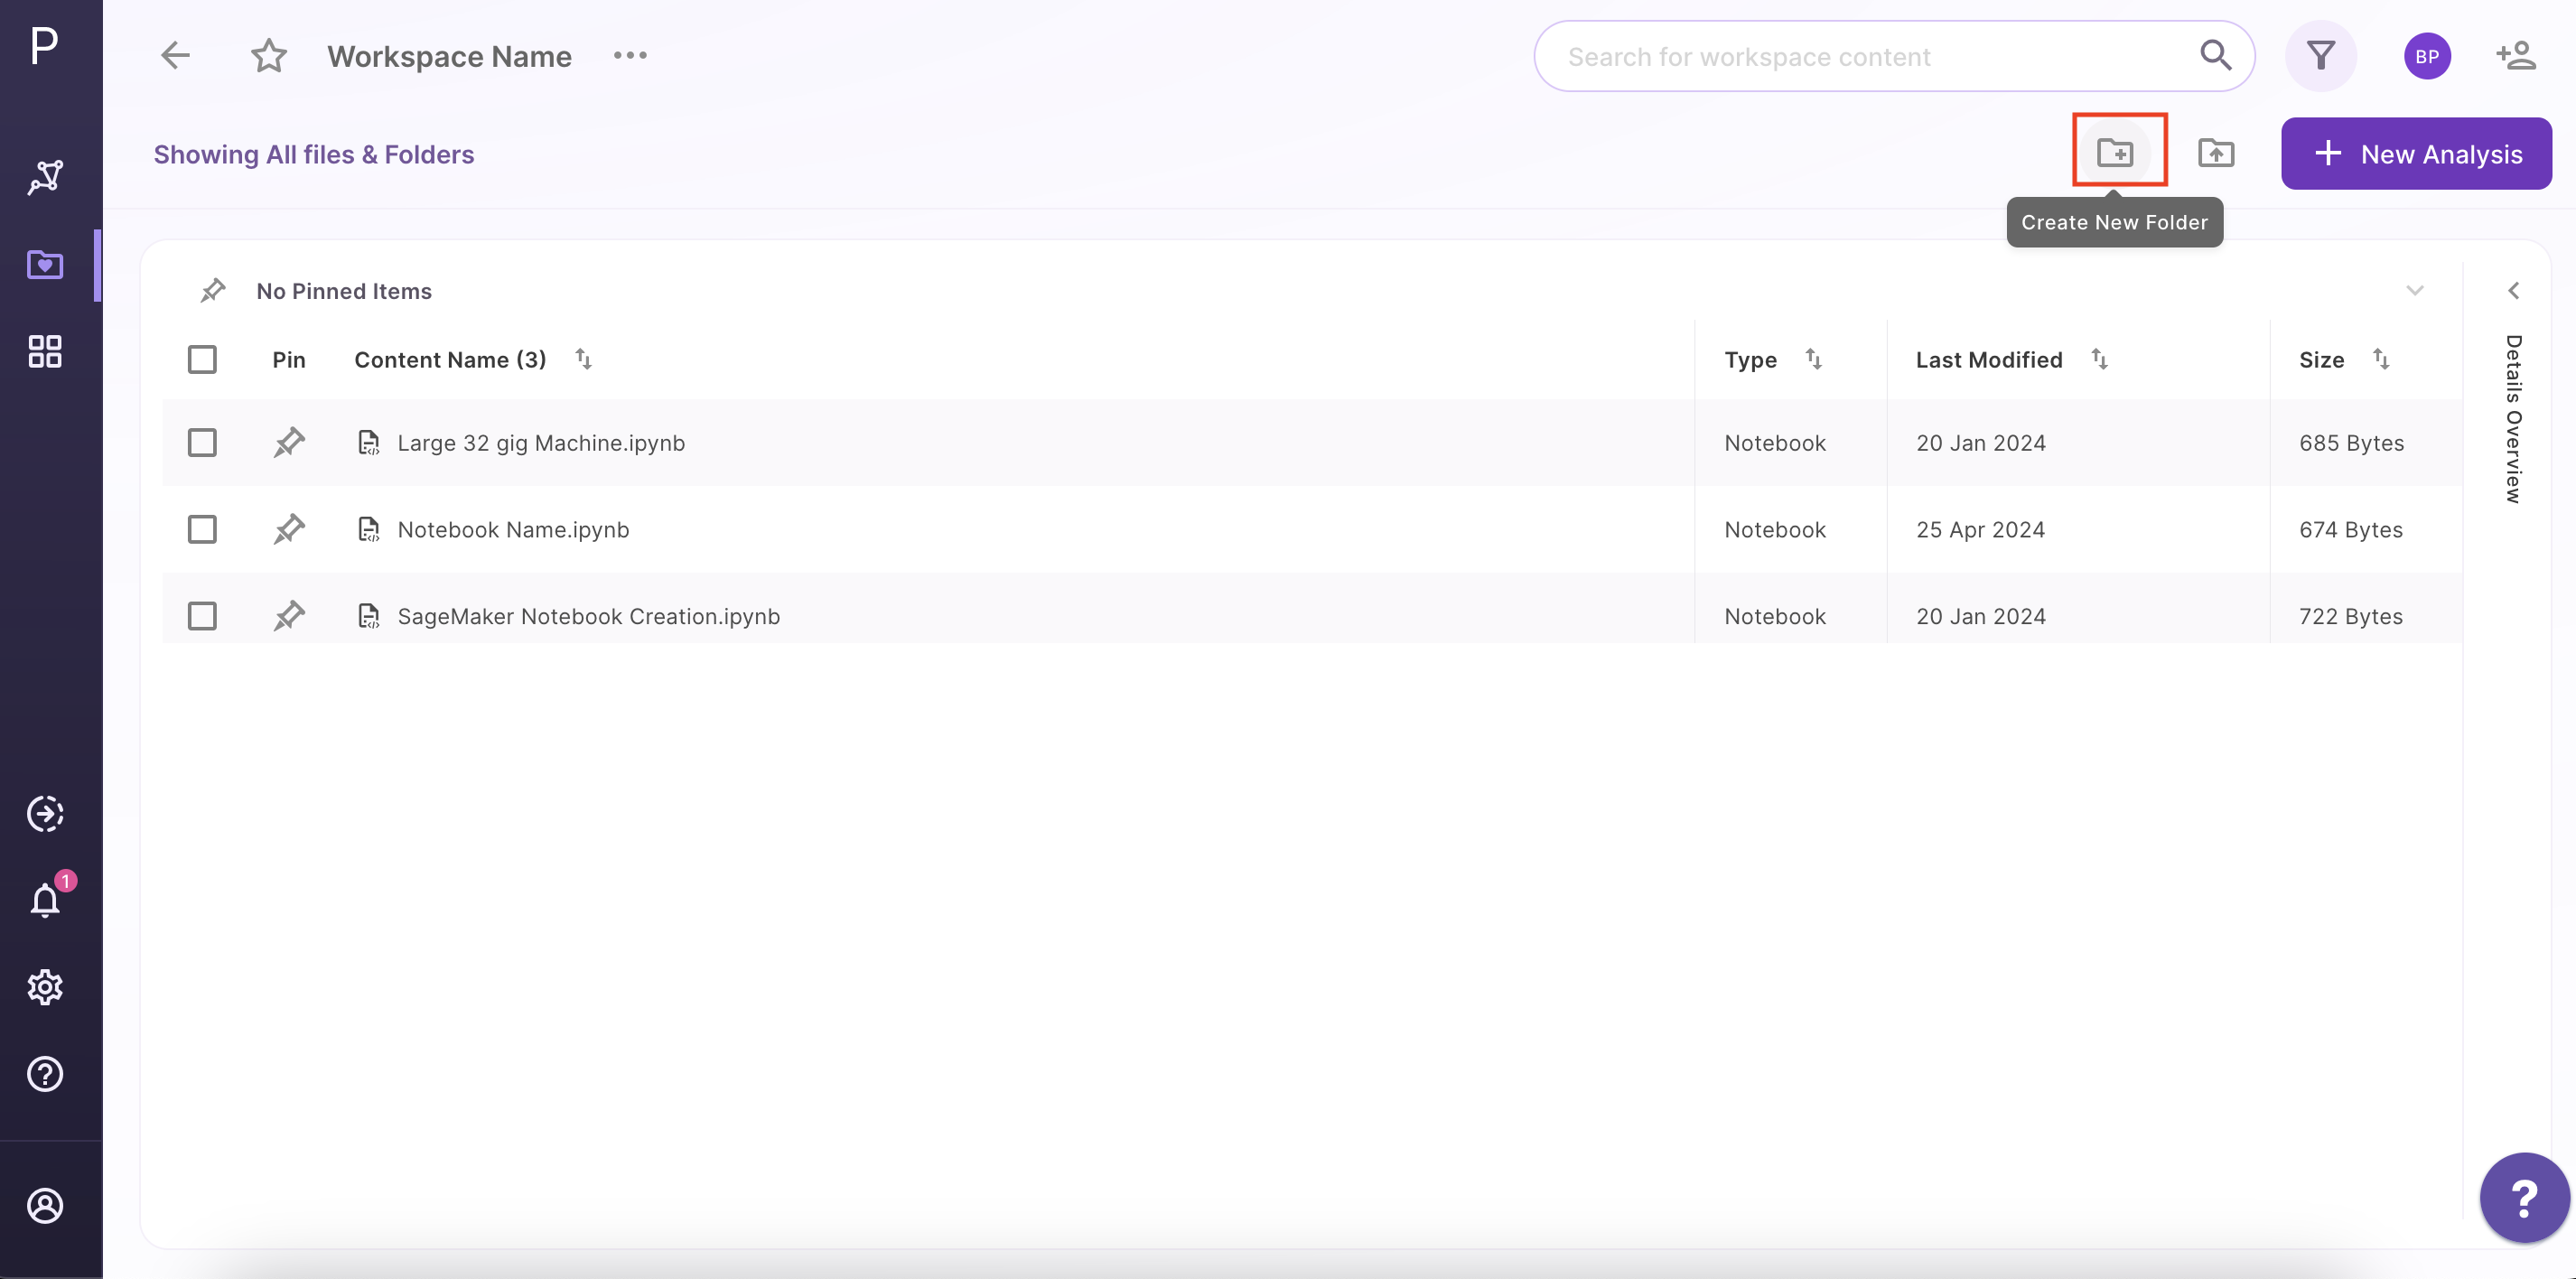 P
Workspace Name
Search for workspace content
BP
Showing All files & Folders
New Analysis
Create New Folder
No Pinned Items
Pin Content Name (3) Type Last Modified Size
Large 32 gig Machine.ipynb Notebook 20 Jan 2024 685 Bytes
Notebook Name.ipynb Notebook 25 Apr 2024 674 Bytes
SageMaker Notebook Creation.ipynb Notebook 20 Jan 2024 722 Bytes
Details Overview
1
?